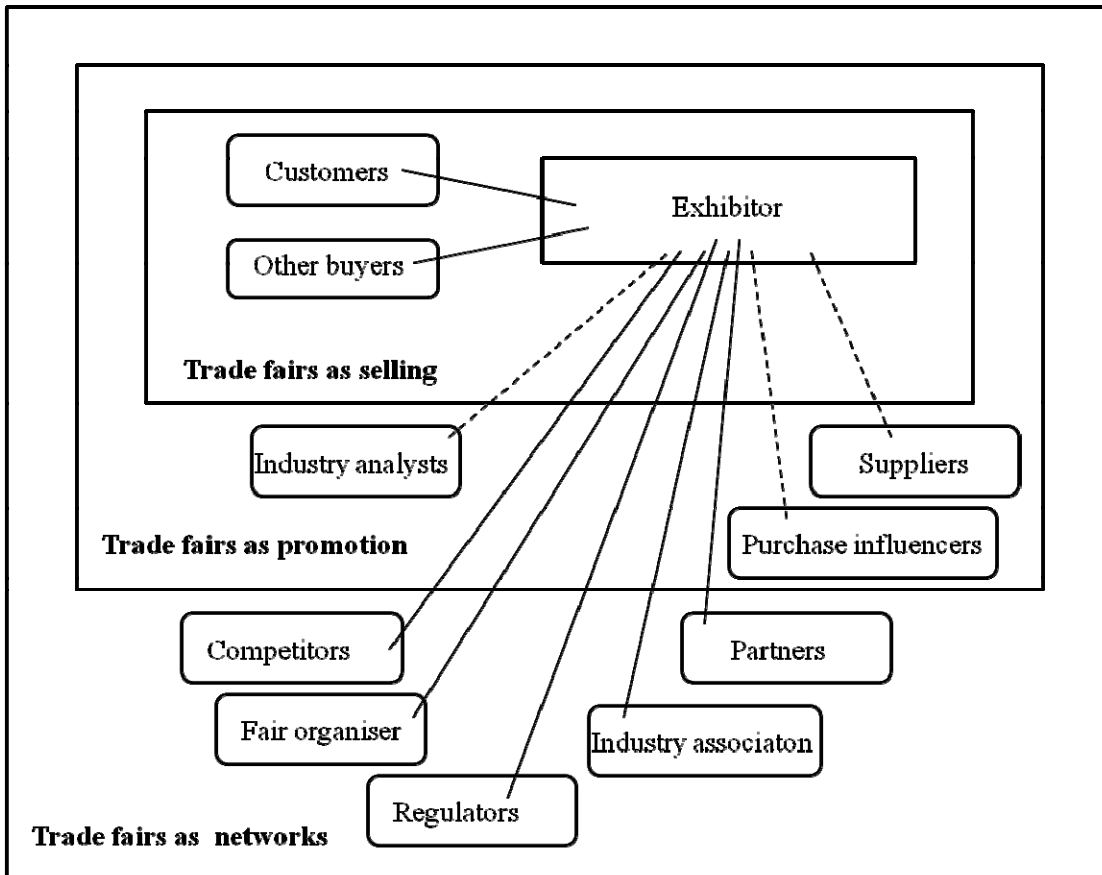 Customers
Exhibitor
Other buyers
Trade fairs as selling
Industry analysts
Suppliers
Trade fairs as promotion
Purchase influencers
Competitors
Partners
Fair organiser
Industry associaton
Regulators
Trade fairs as networks